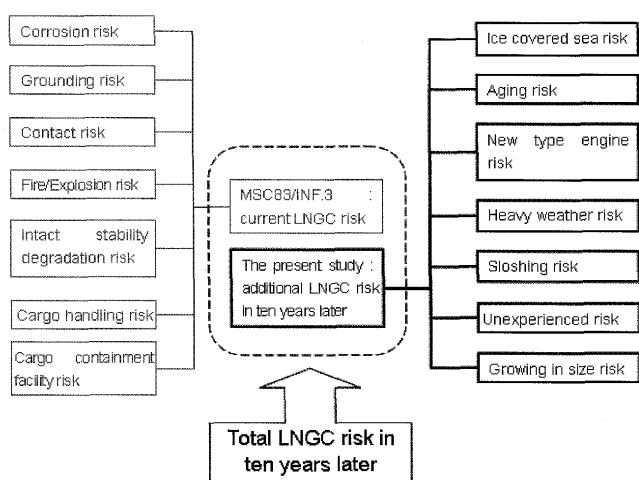 Corrosion risk
Grounding risk
Contact risk
Fire/Explosion risk
Intact stability
degradation risk
Cargo handling risk
Cargo containment
facility risk
MSC83/INF.3 :
current LNGC risk
The present study :
additional LNGC risk
in ten years later
Ice covered sea risk
Aging risk
New type engine
risk
Heavy weather risk
Sloshing risk
Unexperienced risk
Growing in size risk
Total LNGC risk in
ten years later